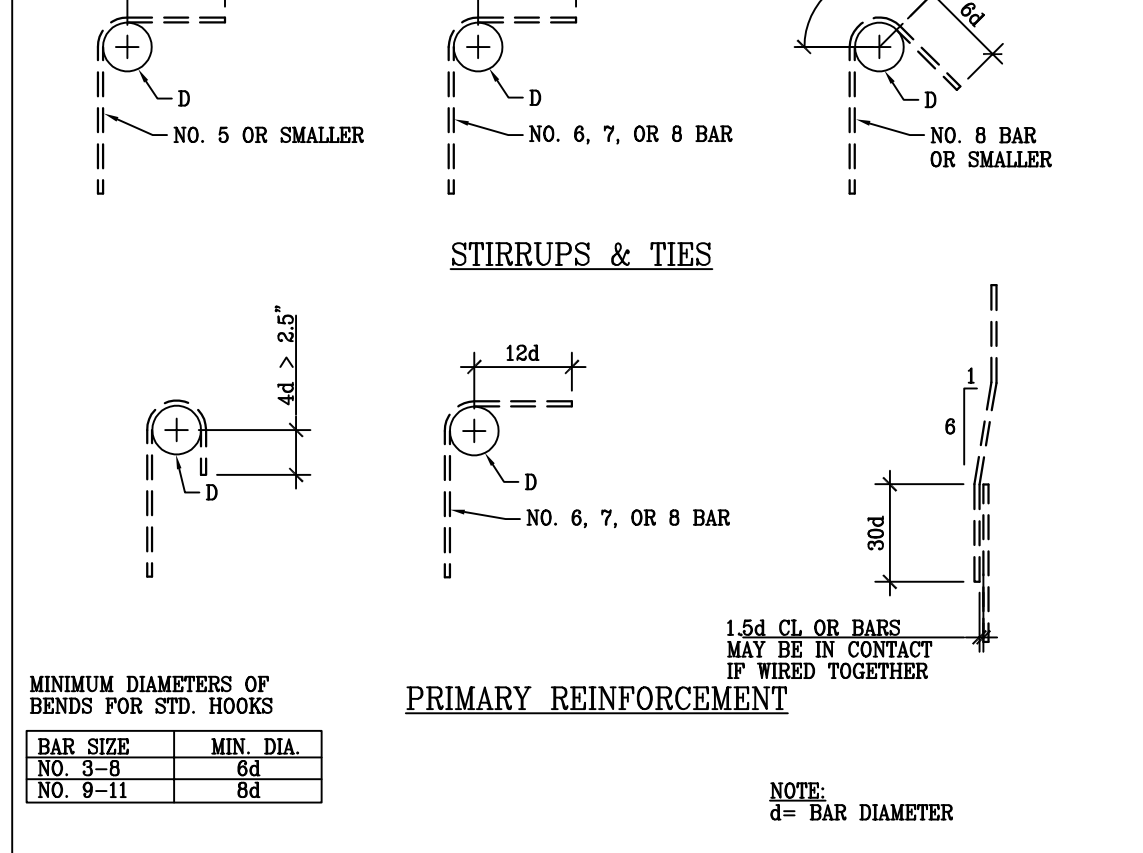 6d
D
D
D
NO. 5 OR SMALLER
NO. 6, 7, OR 8 BAR
NO. 8 BAR
OR SMALLER
STIRRUPS & TIES
4d > 2.5"
12d
1
6
D
D
NO. 6, 7, OR 8 BAR
30d
1.5d CL OR BARS
MAY BE IN CONTACT
IF WIRED TOGETHER
PRIMARY REINFORCEMENT
MINIMUM DIAMETERS OF
BENDS FOR STD. HOOKS
BAR SIZE MIN. DIA.
NO. 3-8 6d
NO. 9-11 8d
NOTE:
d= BAR DIAMETER